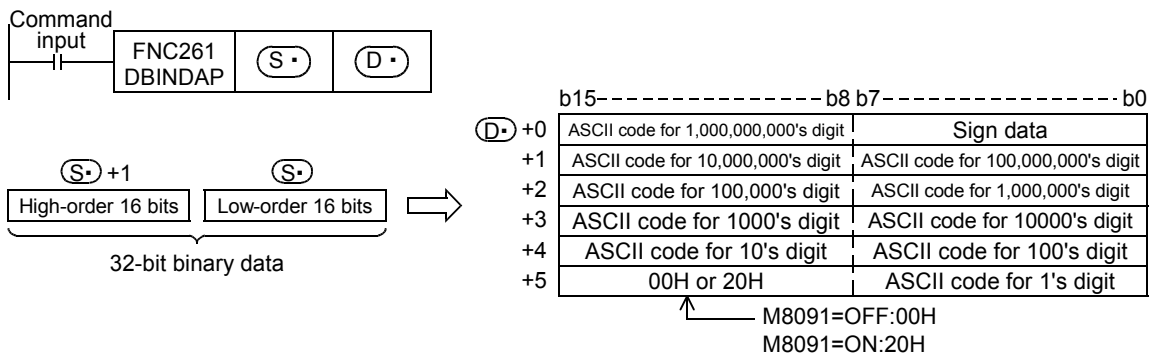 Command
input
FNC261
DBINDAP
S·
D·
b15 b8 b7 b0
D· +0 ASCII code for 1,000,000,000's digit Sign data
+1 ASCII code for 10,000,000's digit ASCII code for 100,000,000's digit
+2 ASCII code for 100,000's digit ASCII code for 1,000,000's digit
+3 ASCII code for 1000's digit ASCII code for 10000's digit
+4 ASCII code for 10's digit ASCII code for 100's digit
+5 00H or 20H ASCII code for 1's digit
M8091=OFF:00H
M8091=ON:20H
S· +1 S·
High-order 16 bits Low-order 16 bits
32-bit binary data